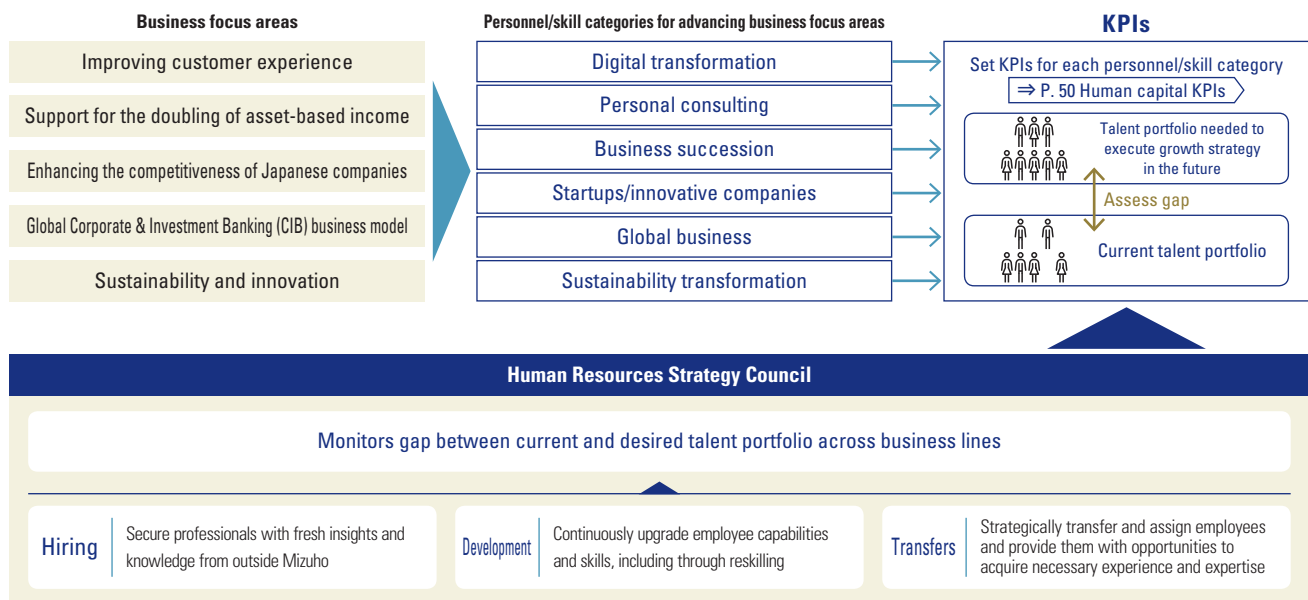 Business focus areas
Improving customer experience
Support for the doubling of asset-based income
Enhancing the competitiveness of Japanese companies
Global Corporate & Investment Banking (CIB) business model
Sustainability and innovation
Personnel/skill categories for advancing business focus areas
Digital transformation
Personal consulting
Business succession
Startups/innovative companies
Global business
Sustainability transformation
KPIs
Set KPIs for each personnel/skill category
⇒ P. 50 Human capital KPIs
Talent portfolio needed to
execute growth strategy
in the future
Assess gap
Current talent portfolio
Human Resources Strategy Council
Monitors gap between current and desired talent portfolio across business lines
Hiring
Secure professionals with fresh insights and
knowledge from outside Mizuho
Development
Continuously upgrade employee capabilities
and skills, including through reskilling
Transfers
Strategically transfer and assign employees
and provide them with opportunities to
acquire necessary experience and expertise